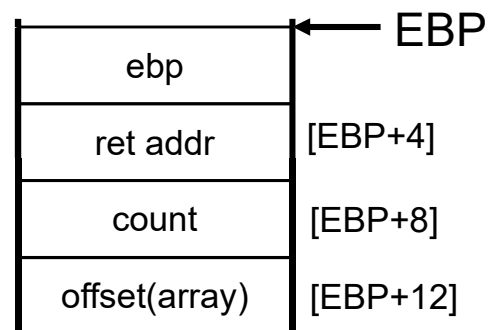 EBP
ebp
ret addr [EBP+4]
count [EBP+8]
offset(array) [EBP+12]